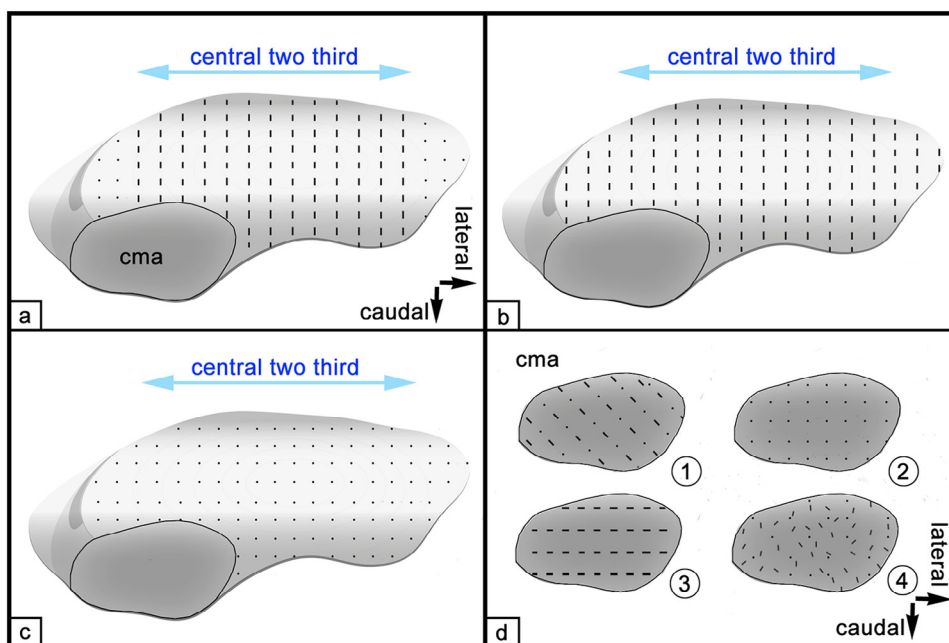 central two third
cma
lateral
caudal
a
central two third
b
central two third
c
cma
1
2
3
4
lateral
caudal
d